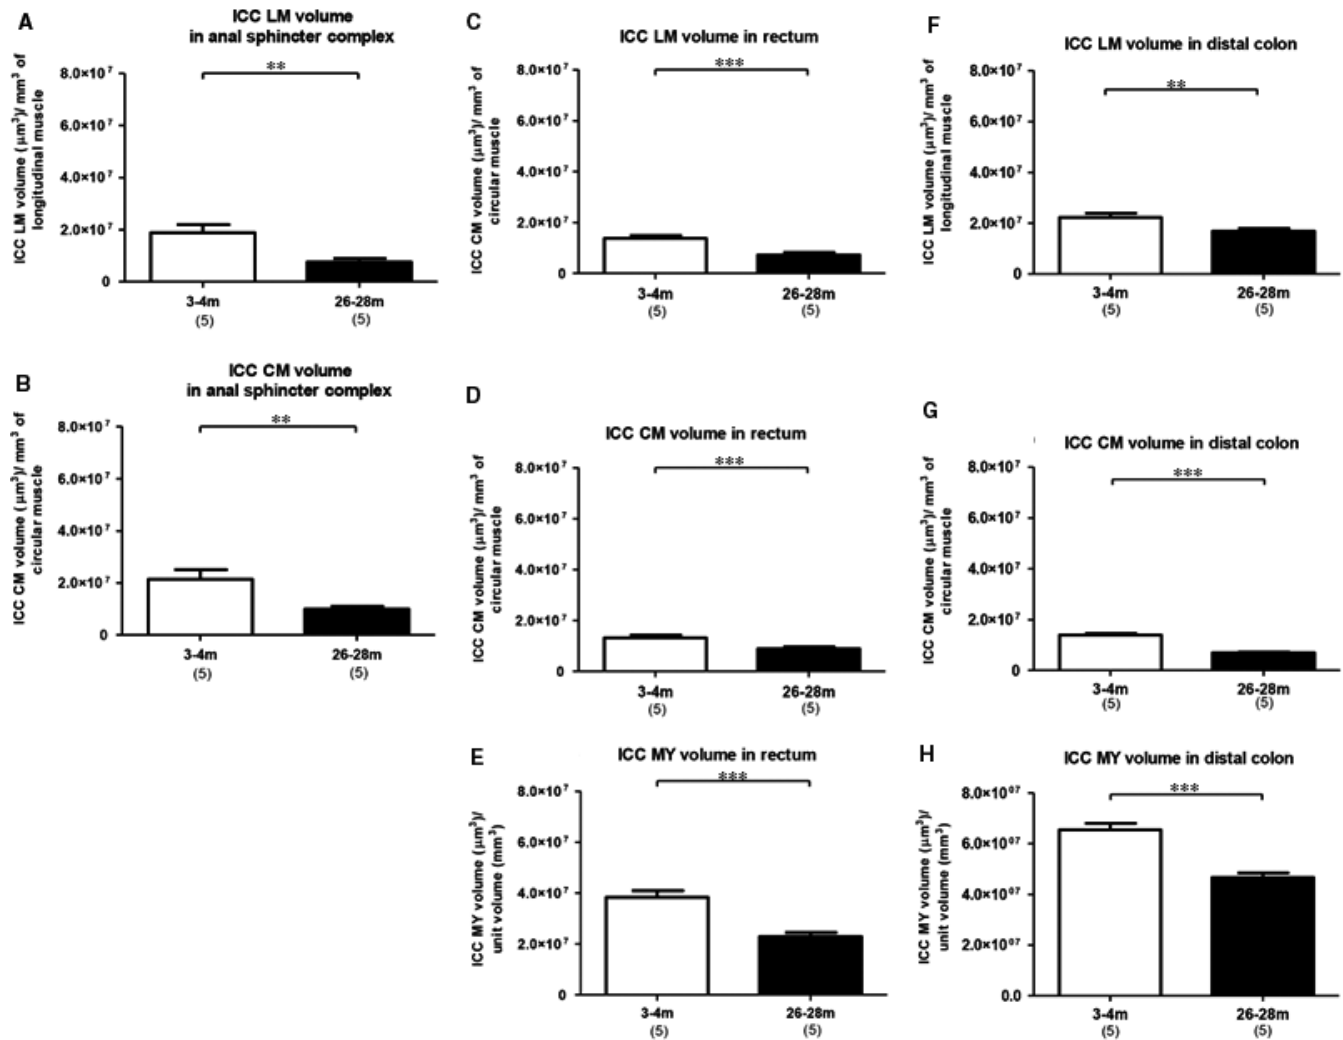 A
ICC LM volume
in anal sphincter complex
ICC LM volume (μm³)/ mm³ of
longitudinal muscle
8.0×10⁷
6.0×10⁷
4.0×10⁷
2.0×10⁷
0
**
3-4m
(5)
26-28m
(5)
B
ICC CM volume
in anal sphincter complex
ICC CM volume (μm³)/ mm³ of
circular muscle
8.0×10⁷
6.0×10⁷
4.0×10⁷
2.0×10⁷
0
**
3-4m
(5)
26-28m
(5)
C
ICC LM volume in rectum
ICC CM volume (μm³)/ mm³ of
circular muscle
8.0×10⁷
6.0×10⁷
4.0×10⁷
2.0×10⁷
0
***
3-4m
(5)
26-28m
(5)
D
ICC CM volume in rectum
ICC CM volume (μm³)/ mm³ of
circular muscle
8.0×10⁷
6.0×10⁷
4.0×10⁷
2.0×10⁷
0
***
3-4m
(5)
26-28m
(5)
E
ICC MY volume in rectum
ICC MY volume (μm³)/
unit volume (mm³)
8.0×10⁷
6.0×10⁷
4.0×10⁷
2.0×10⁷
0
***
3-4m
(5)
26-28m
(5)
F
ICC LM volume in distal colon
ICC LM volume (μm³)/ mm³ of
longitudinal muscle
8.0×10⁷
6.0×10⁷
4.0×10⁷
2.0×10⁷
0
**
3-4m
(5)
26-28m
(5)
G
ICC CM volume in distal colon
ICC CM volume (μm³)/ mm³ of
circular muscle
8.0×10⁷
6.0×10⁷
4.0×10⁷
2.0×10⁷
0
***
3-4m
(5)
26-28m
(5)
H
ICC MY volume in distal colon
ICC MY volume (μm³)/
unit volume (mm³)
8.0×10⁰⁷
6.0×10⁰⁷
4.0×10⁰⁷
2.0×10⁰⁷
0.0
***
3-4m
(5)
26-28m
(5)